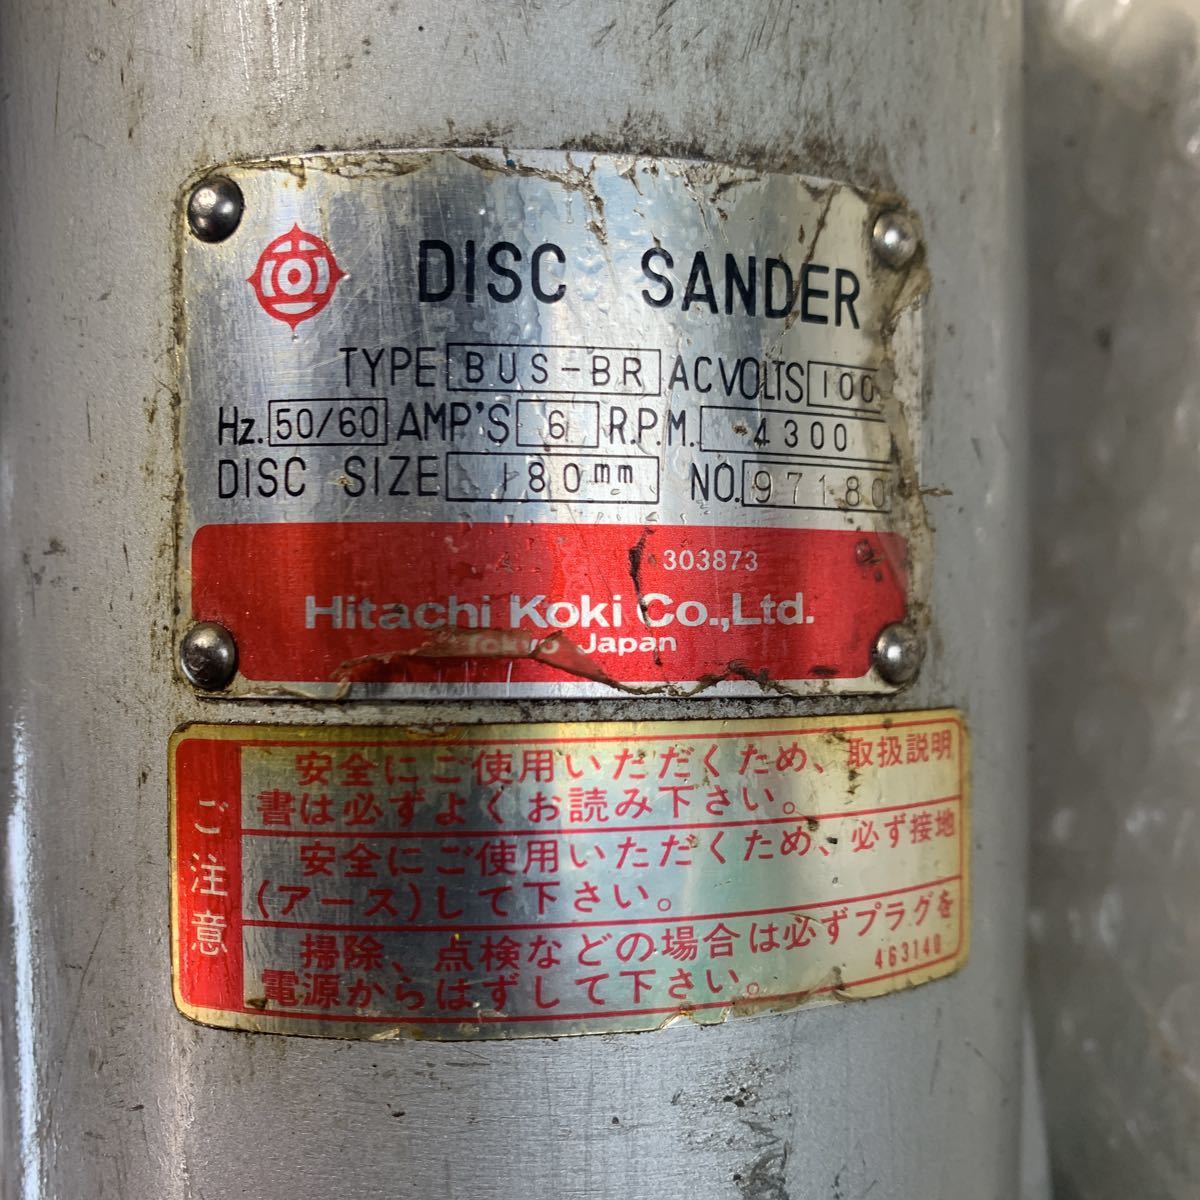 DISC SANDER
TYPE BUS-BR AC VOLTS 100
Hz. 50/60 AMP'S 6 R.P.M. 4300
DISC SIZE 180mm NO. 97180
303873
Hitachi Koki Co.,Ltd.
Tokyo Japan
ご注意
安全にご使用いただくため、取扱説明
書は必ずよくお読み下さい。
安全にご使用いただくため、必ず接地
(アース)して下さい。
掃除、点検などの場合は必ずプラグを
電源からはずして下さい。
463140